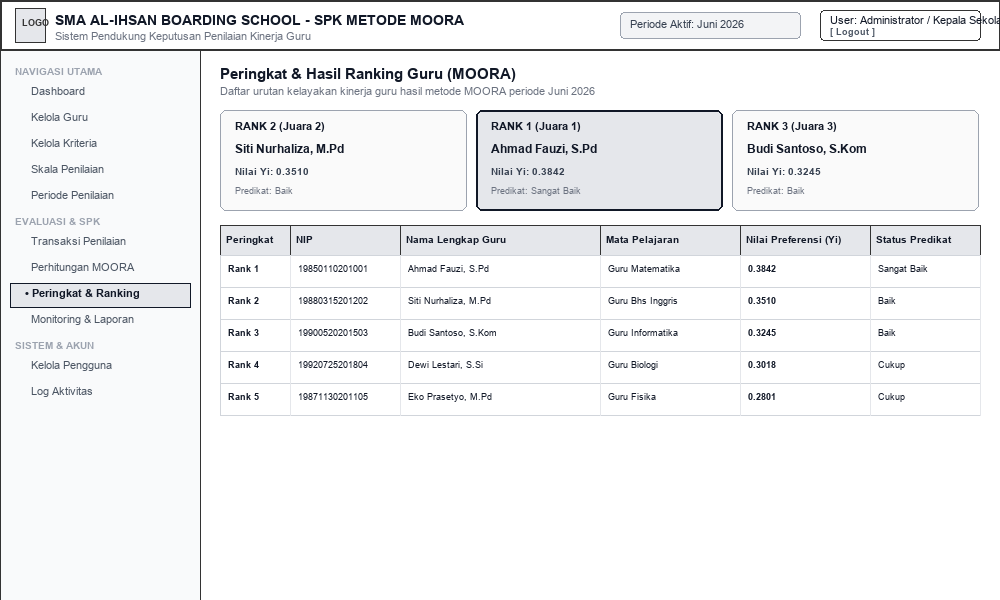 LOGO
SMA AL-IHSAN BOARDING SCHOOL - SPK METODE MOORA
Sistem Pendukung Keputusan Penilaian Kinerja Guru
Periode Aktif: Juni 2026
User: Administrator / Kepala Sekola
[ Logout ]
NAVIGASI UTAMA
Dashboard
Kelola Guru
Kelola Kriteria
Skala Penilaian
Periode Penilaian
EVALUASI & SPK
Transaksi Penilaian
Perhitungan MOORA
• Peringkat & Ranking
Monitoring & Laporan
SISTEM & AKUN
Kelola Pengguna
Log Aktivitas
Peringkat & Hasil Ranking Guru (MOORA)
Daftar urutan kelayakan kinerja guru hasil metode MOORA periode Juni 2026
RANK 2 (Juara 2)
Siti Nurhaliza, M.Pd
Nilai Yi: 0.3510
Predikat: Baik
RANK 1 (Juara 1)
Ahmad Fauzi, S.Pd
Nilai Yi: 0.3842
Predikat: Sangat Baik
RANK 3 (Juara 3)
Budi Santoso, S.Kom
Nilai Yi: 0.3245
Predikat: Baik
Peringkat NIP Nama Lengkap Guru Mata Pelajaran Nilai Preferensi (Yi) Status Predikat
Rank 1 19850110201001 Ahmad Fauzi, S.Pd Guru Matematika 0.3842 Sangat Baik
Rank 2 19880315201202 Siti Nurhaliza, M.Pd Guru Bhs Inggris 0.3510 Baik
Rank 3 19900520201503 Budi Santoso, S.Kom Guru Informatika 0.3245 Baik
Rank 4 19920725201804 Dewi Lestari, S.Si Guru Biologi 0.3018 Cukup
Rank 5 19871130201105 Eko Prasetyo, M.Pd Guru Fisika 0.2801 Cukup